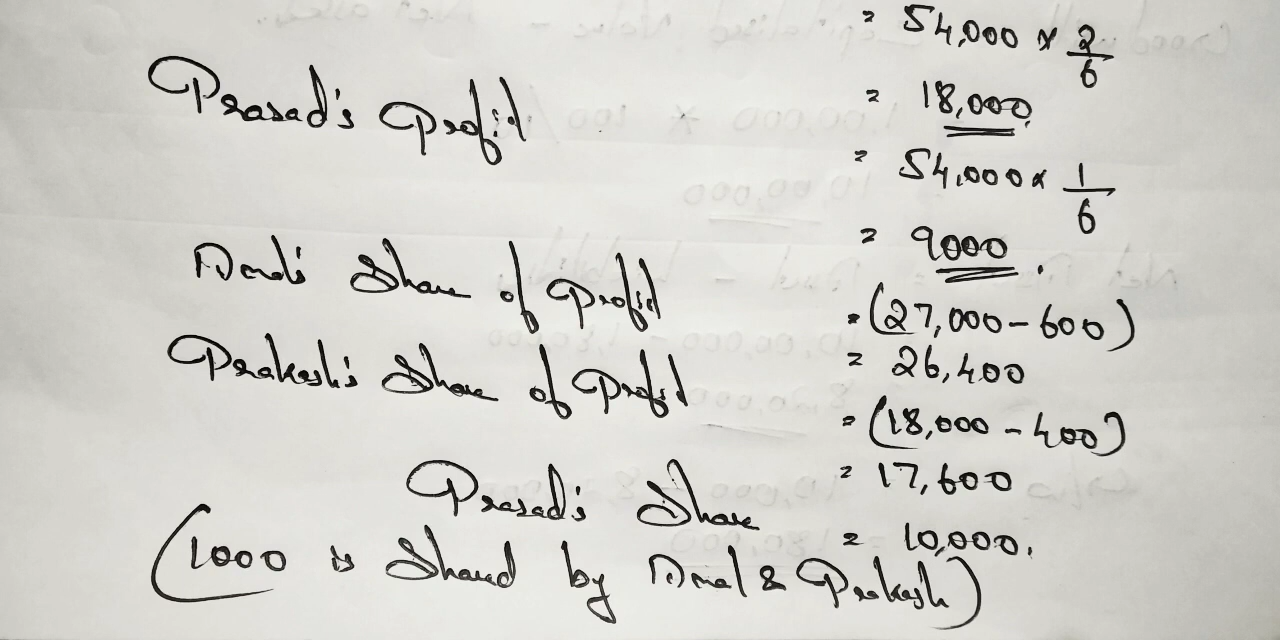 = 54,000 x 2/6
Prasad's Profit = 18,000
= 54,000 x 1/6
= 9000
Amal's Share of Profit = (27,000 - 600)
= 26,400
Prakash's Share of Profit = (18,000 - 400)
= 17,600
Prasad's Share = 10,000.
(1000 is Shared by Amal & Prakash)